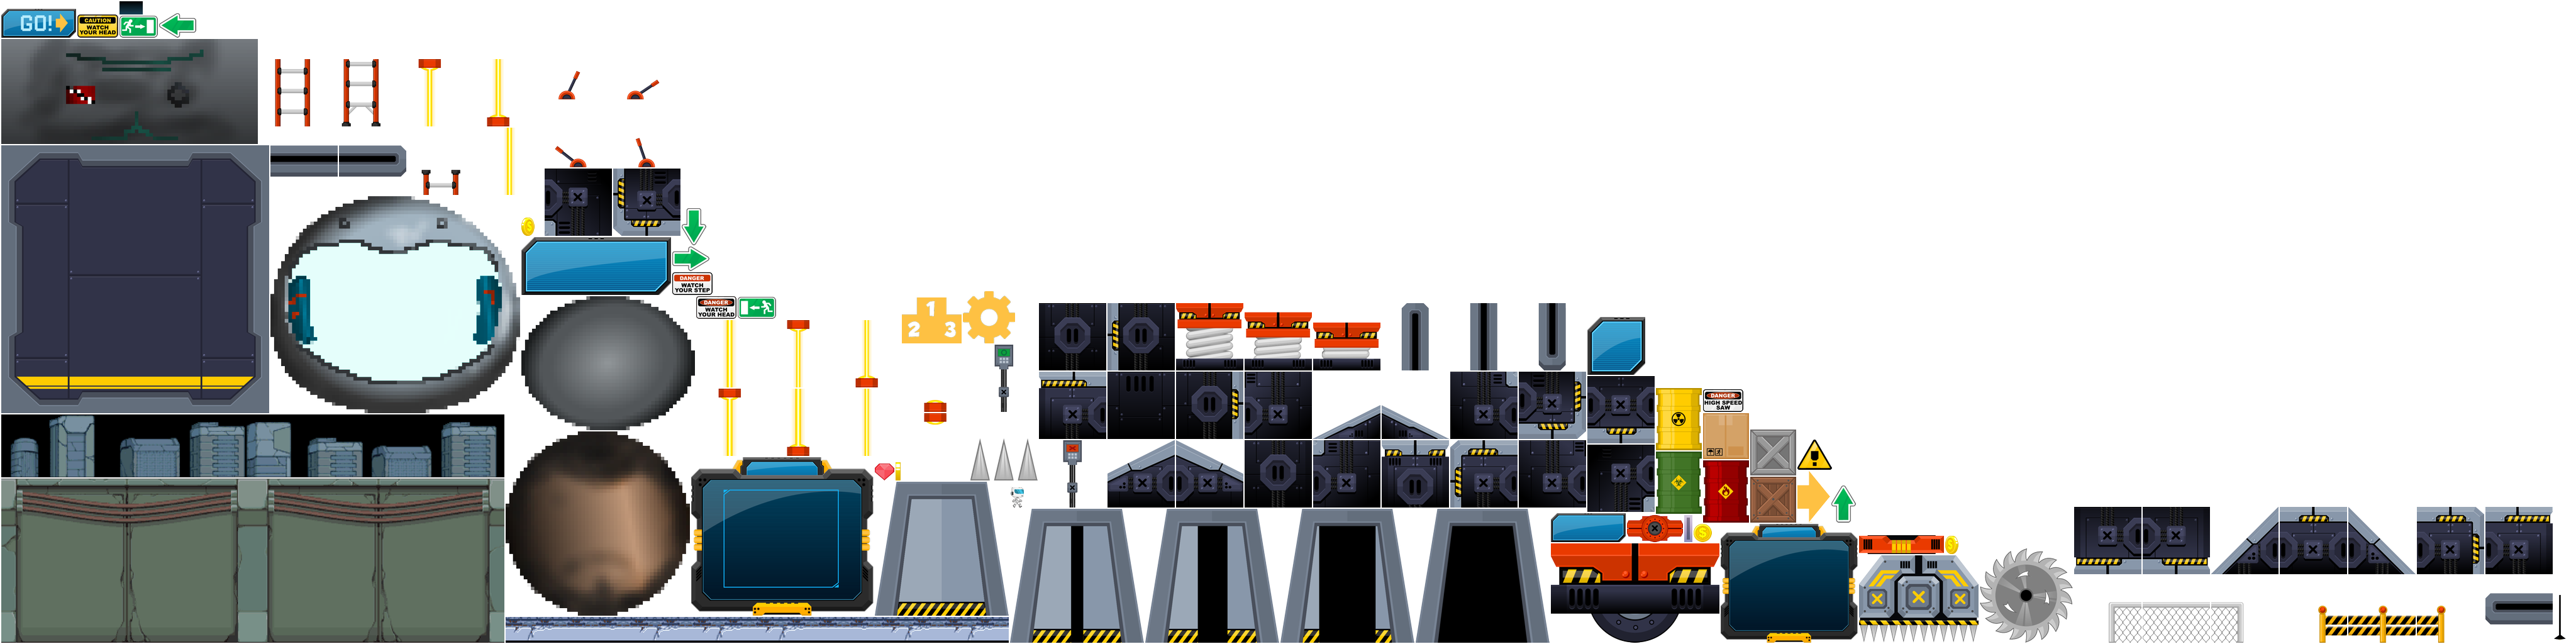 GO!
CAUTION
WATCH
YOUR HEAD
DANGER
WATCH
YOUR STEP
DANGER
WATCH
YOUR HEAD
1
2 3
DANGER
HIGH SPEED
SAW